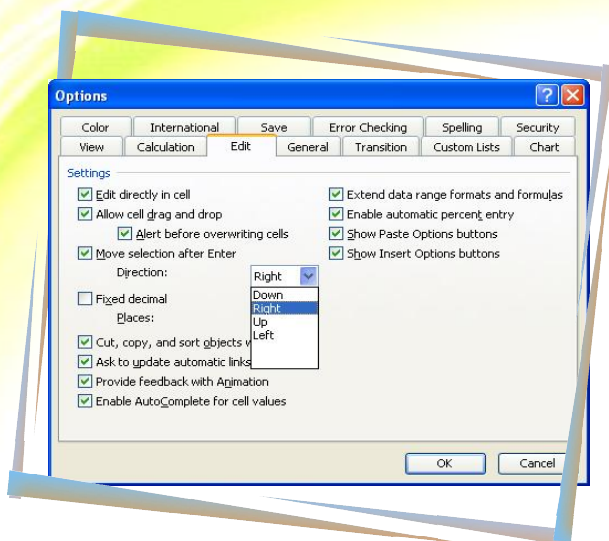 Options
Color International Save Error Checking Spelling Security
View Calculation Edit General Transition Custom Lists Chart
Settings
Edit directly in cell
Extend data range formats and formulas
Allow cell drag and drop
Enable automatic percent entry
Alert before overwriting cells
Show Paste Options buttons
Move selection after Enter
Show Insert Options buttons
Direction: Right
Down
Fixed decimal Right
Places: Up
Left
Cut, copy, and sort objects
Ask to update automatic links
Provide feedback with Animation
Enable AutoComplete for cell values
OK Cancel